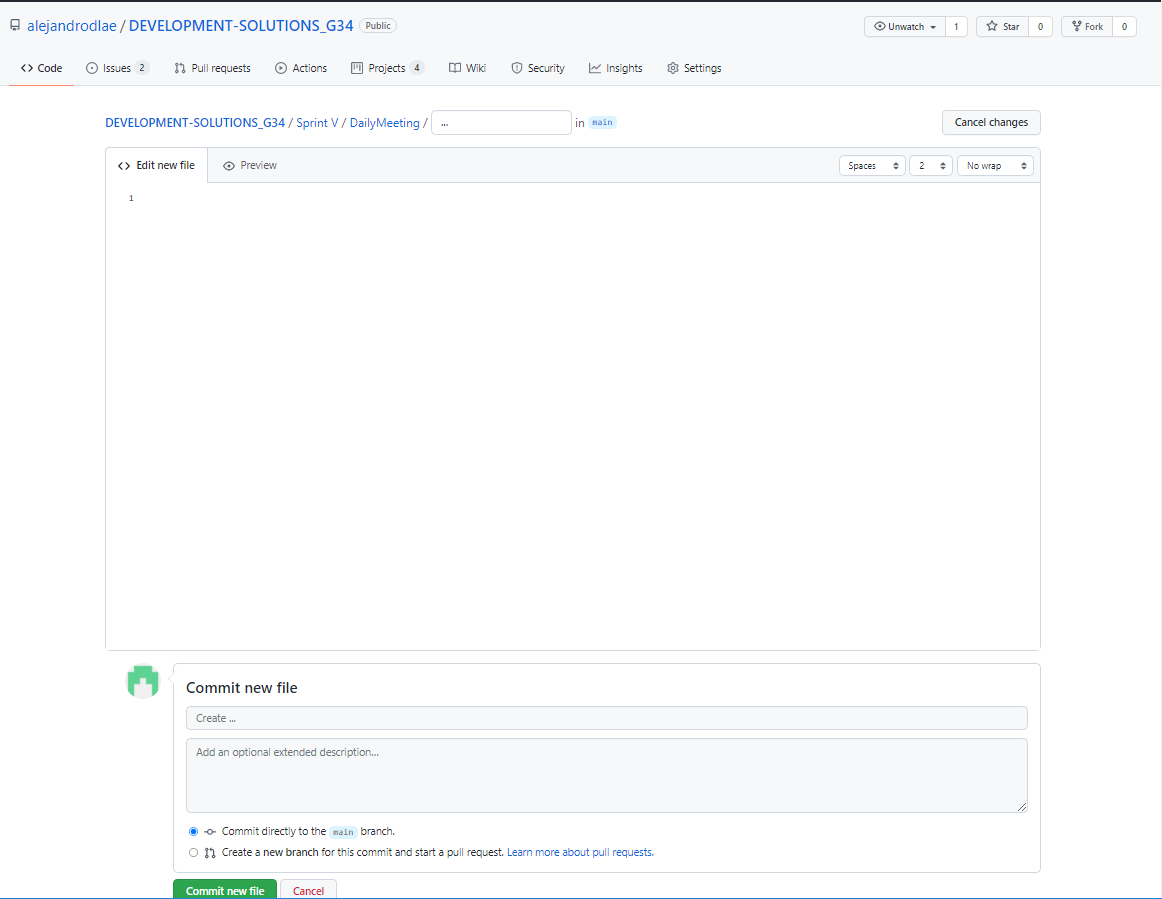 alejandrodlae / DEVELOPMENT-SOLUTIONS_G34 Public Unwatch 1 Star 0 Fork 0
Code Issues 2 Pull requests Actions Projects 4 Wiki Security Insights Settings
DEVELOPMENT-SOLUTIONS_G34 / Sprint V / DailyMeeting / ... in main Cancel changes
Edit new file Preview Spaces 2 No wrap
1
Commit new file
Create ...
Add an optional extended description...
Commit directly to the main branch.
Create a new branch for this commit and start a pull request. Learn more about pull requests.
Commit new file Cancel